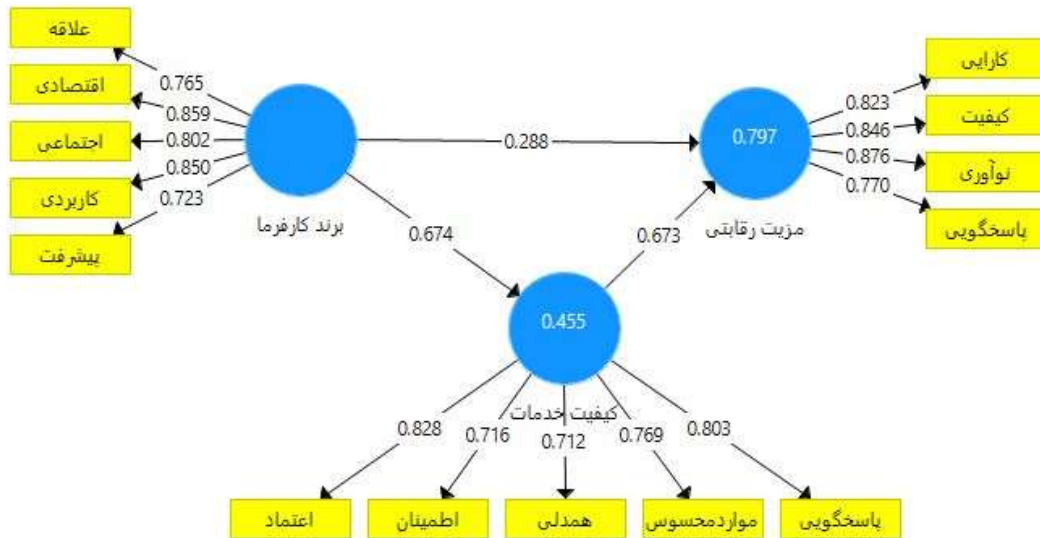 علاقه
0.765
اقتصادی
0.859
اجتماعی
0.802
کاربردی
0.850
پیشرفت
0.723
برند کارفرما
0.288
0.674
0.797
مزیت رقابتی
0.673
کارایی
0.823
کیفیت
0.846
نوآوری
0.876
پاسخگویی
0.770
0.455
کیفیت خدمات
0.828
0.716
0.712
0.769
0.803
اعتماد
اطمینان
همدلی
مواردمحسوس
پاسخگویی